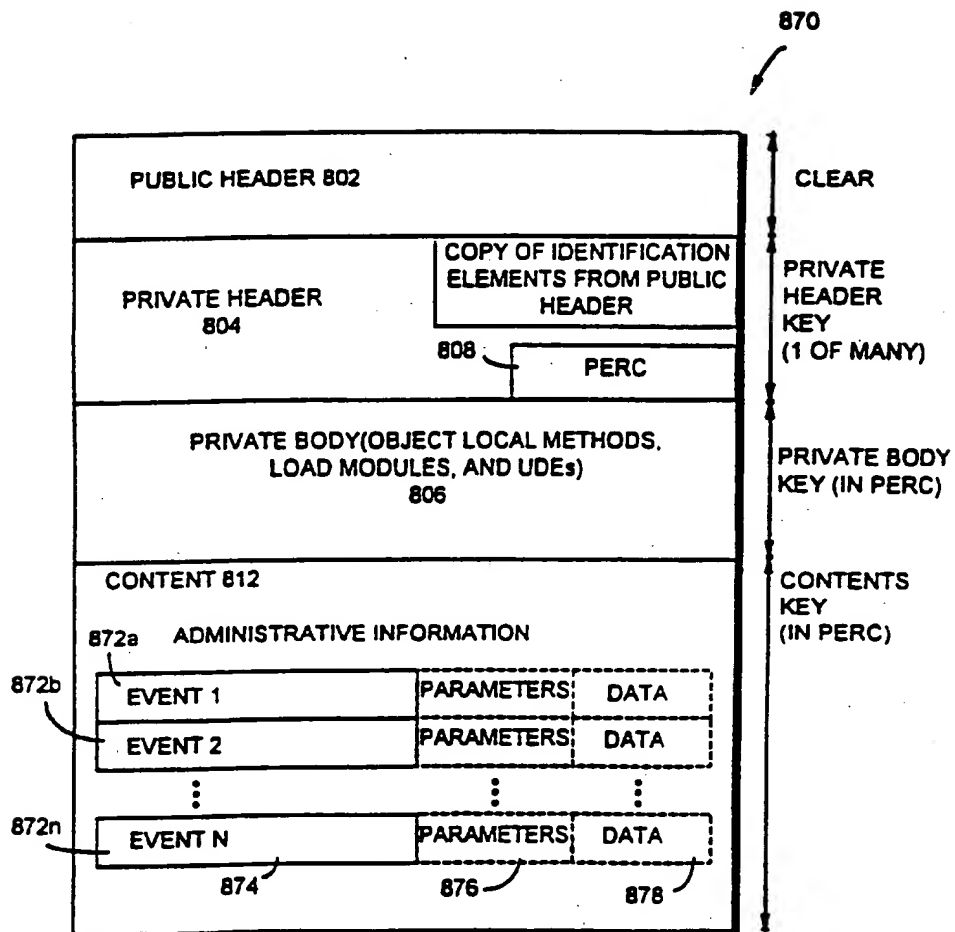 870
PUBLIC HEADER 802
CLEAR
COPY OF IDENTIFICATION
ELEMENTS FROM PUBLIC
HEADER
PRIVATE HEADER
804
PRIVATE
HEADER
KEY
(1 OF MANY)
808
PERC
PRIVATE BODY(OBJECT LOCAL METHODS,
LOAD MODULES, AND UDEs)
806
PRIVATE BODY
KEY (IN PERC)
CONTENT 812
CONTENTS
KEY
(IN PERC)
ADMINISTRATIVE INFORMATION
872a
872b
EVENT 1 PARAMETERS DATA
EVENT 2 PARAMETERS DATA
872n
EVENT N PARAMETERS DATA
874 876 878